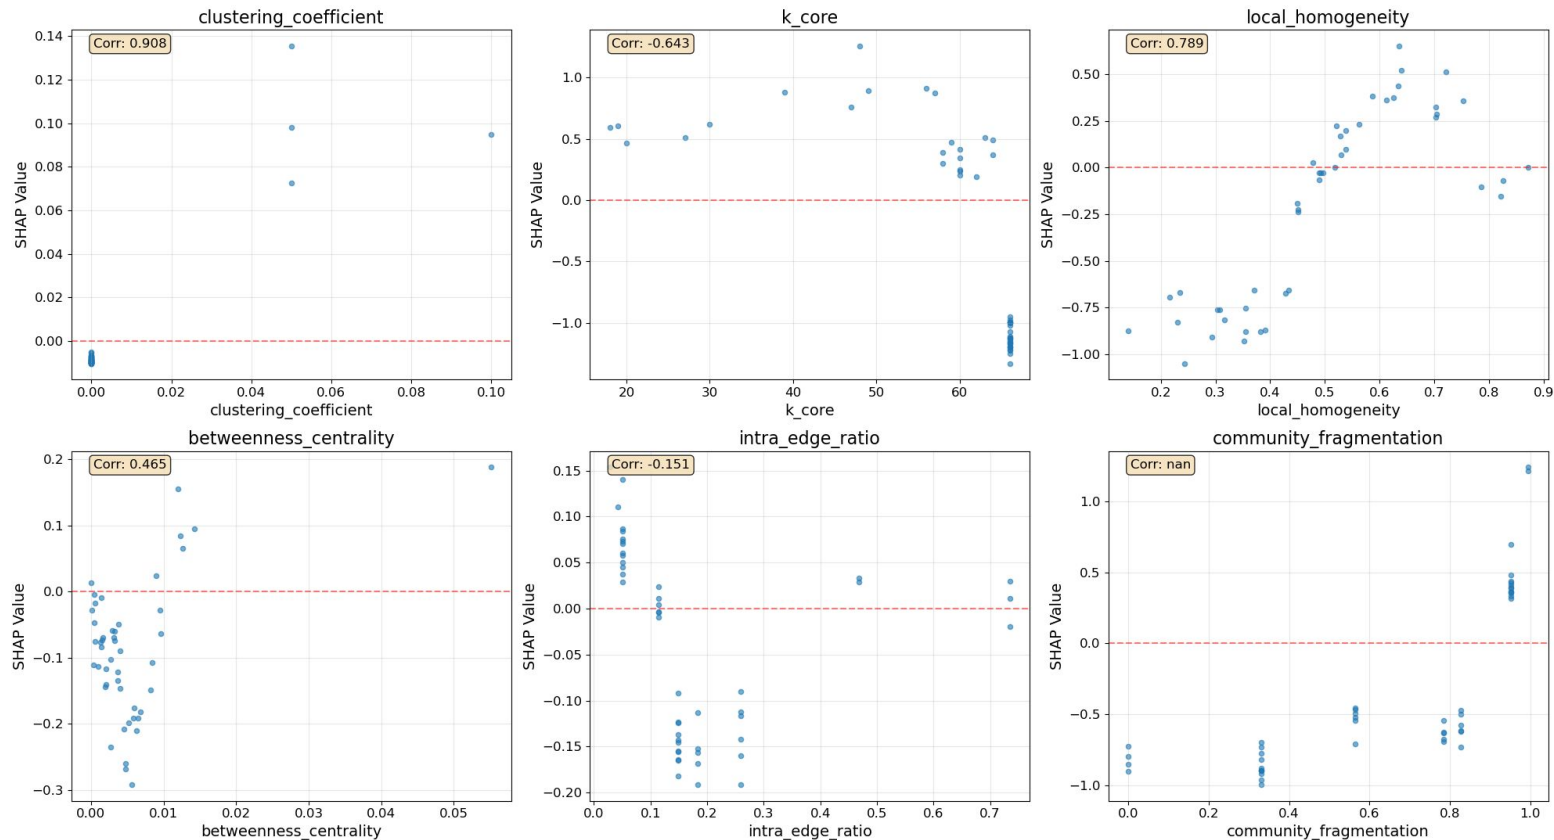 clustering_coefficient
Corr: 0.908
SHAP Value
0.14
0.12
0.10
0.08
0.06
0.04
0.02
0.00
0.00 0.02 0.04 0.06 0.08 0.10
clustering_coefficient
k_core
Corr: -0.643
SHAP Value
1.0
0.5
0.0
−0.5
−1.0
20 30 40 50 60
k_core
local_homogeneity
Corr: 0.789
SHAP Value
0.50
0.25
0.00
−0.25
−0.50
−0.75
−1.00
0.2 0.3 0.4 0.5 0.6 0.7 0.8 0.9
local_homogeneity
betweenness_centrality
Corr: 0.465
SHAP Value
0.2
0.1
0.0
−0.1
−0.2
−0.3
0.00 0.01 0.02 0.03 0.04 0.05
betweenness_centrality
intra_edge_ratio
Corr: -0.151
SHAP Value
0.15
0.10
0.05
0.00
−0.05
−0.10
−0.15
−0.20
0.0 0.1 0.2 0.3 0.4 0.5 0.6 0.7
intra_edge_ratio
community_fragmentation
Corr: nan
SHAP Value
1.0
0.5
0.0
−0.5
−1.0
0.0 0.2 0.4 0.6 0.8 1.0
community_fragmentation